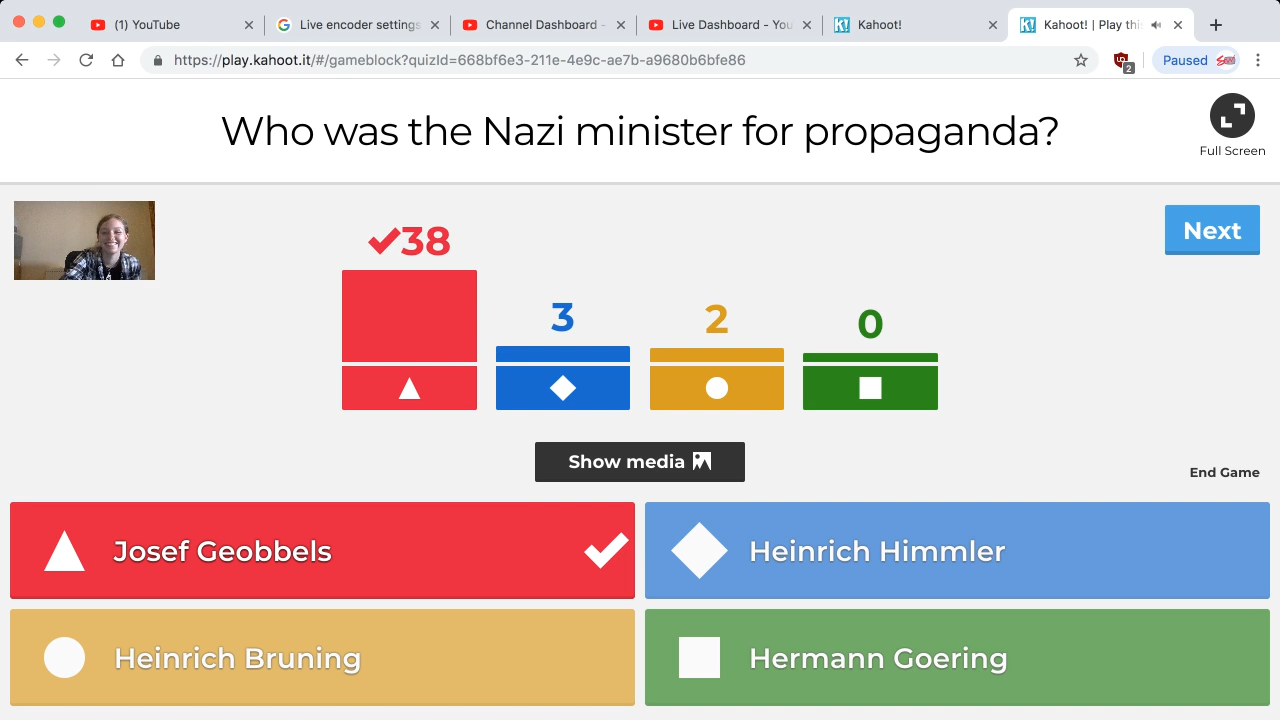 (1) YouTube
Live encoder settings
Channel Dashboard -
Live Dashboard - You
Kahoot!
Kahoot! | Play this
https://play.kahoot.it/#/gameblock?quizId=668bf6e3-211e-4e9c-ae7b-a9680b6bfe86
2
Paused
Who was the Nazi minister for propaganda?
Full Screen
Next
38
3
2
0
Show media
End Game
Josef Geobbels
Heinrich Himmler
Heinrich Bruning
Hermann Goering